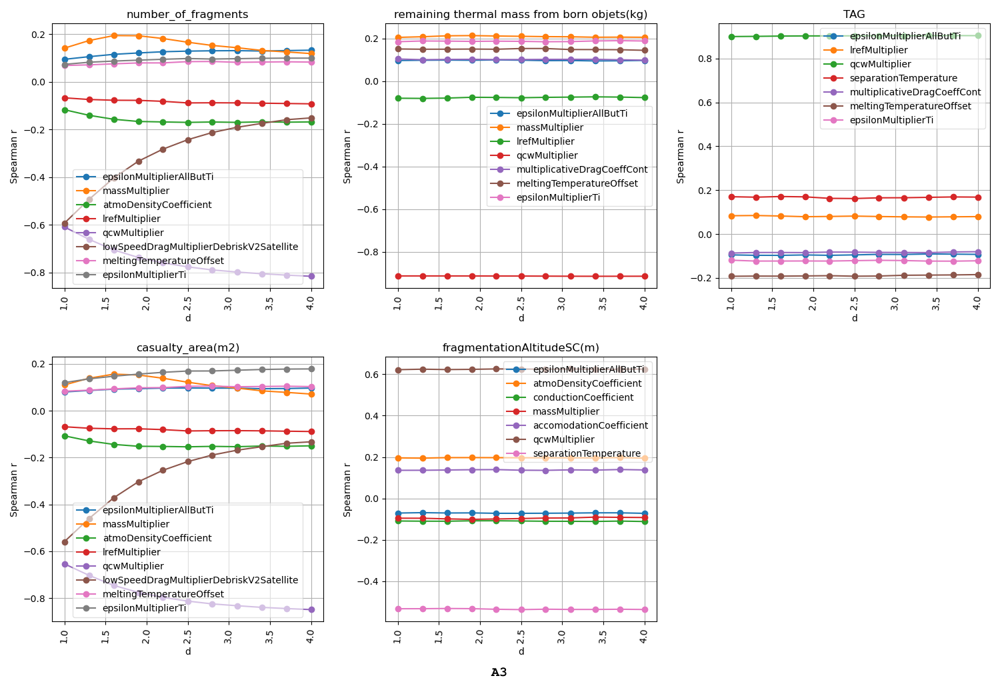 number_of_fragments
0.2
0.0
−0.2
−0.4
−0.6
−0.8
Spearman r
epsilonMultiplierAllButTi
massMultiplier
atmoDensityCoefficient
lrefMultiplier
qcwMultiplier
lowSpeedDragMultiplierDebriskV2Satellite
meltingTemperatureOffset
epsilonMultiplierTi
1.0 1.5 2.0 2.5 3.0 3.5 4.0
d
remaining thermal mass from born objets(kg)
0.2
0.0
−0.2
−0.4
−0.6
−0.8
Spearman r
epsilonMultiplierAllButTi
massMultiplier
lrefMultiplier
qcwMultiplier
multiplicativeDragCoeffCont
meltingTemperatureOffset
epsilonMultiplierTi
1.0 1.5 2.0 2.5 3.0 3.5 4.0
d
TAG
0.8
0.6
0.4
0.2
0.0
−0.2
Spearman r
epsilonMultiplierAllButTi
lrefMultiplier
qcwMultiplier
separationTemperature
multiplicativeDragCoeffCont
meltingTemperatureOffset
epsilonMultiplierTi
1.0 1.5 2.0 2.5 3.0 3.5 4.0
d
casualty_area(m2)
0.2
0.0
−0.2
−0.4
−0.6
−0.8
Spearman r
epsilonMultiplierAllButTi
massMultiplier
atmoDensityCoefficient
lrefMultiplier
qcwMultiplier
lowSpeedDragMultiplierDebriskV2Satellite
meltingTemperatureOffset
epsilonMultiplierTi
1.0 1.5 2.0 2.5 3.0 3.5 4.0
d
fragmentationAltitudeSC(m)
0.6
0.4
0.2
0.0
−0.2
−0.4
Spearman r
epsilonMultiplierAllButTi
atmoDensityCoefficient
conductionCoefficient
massMultiplier
accomodationCoefficient
qcwMultiplier
separationTemperature
1.0 1.5 2.0 2.5 3.0 3.5 4.0
d
A3